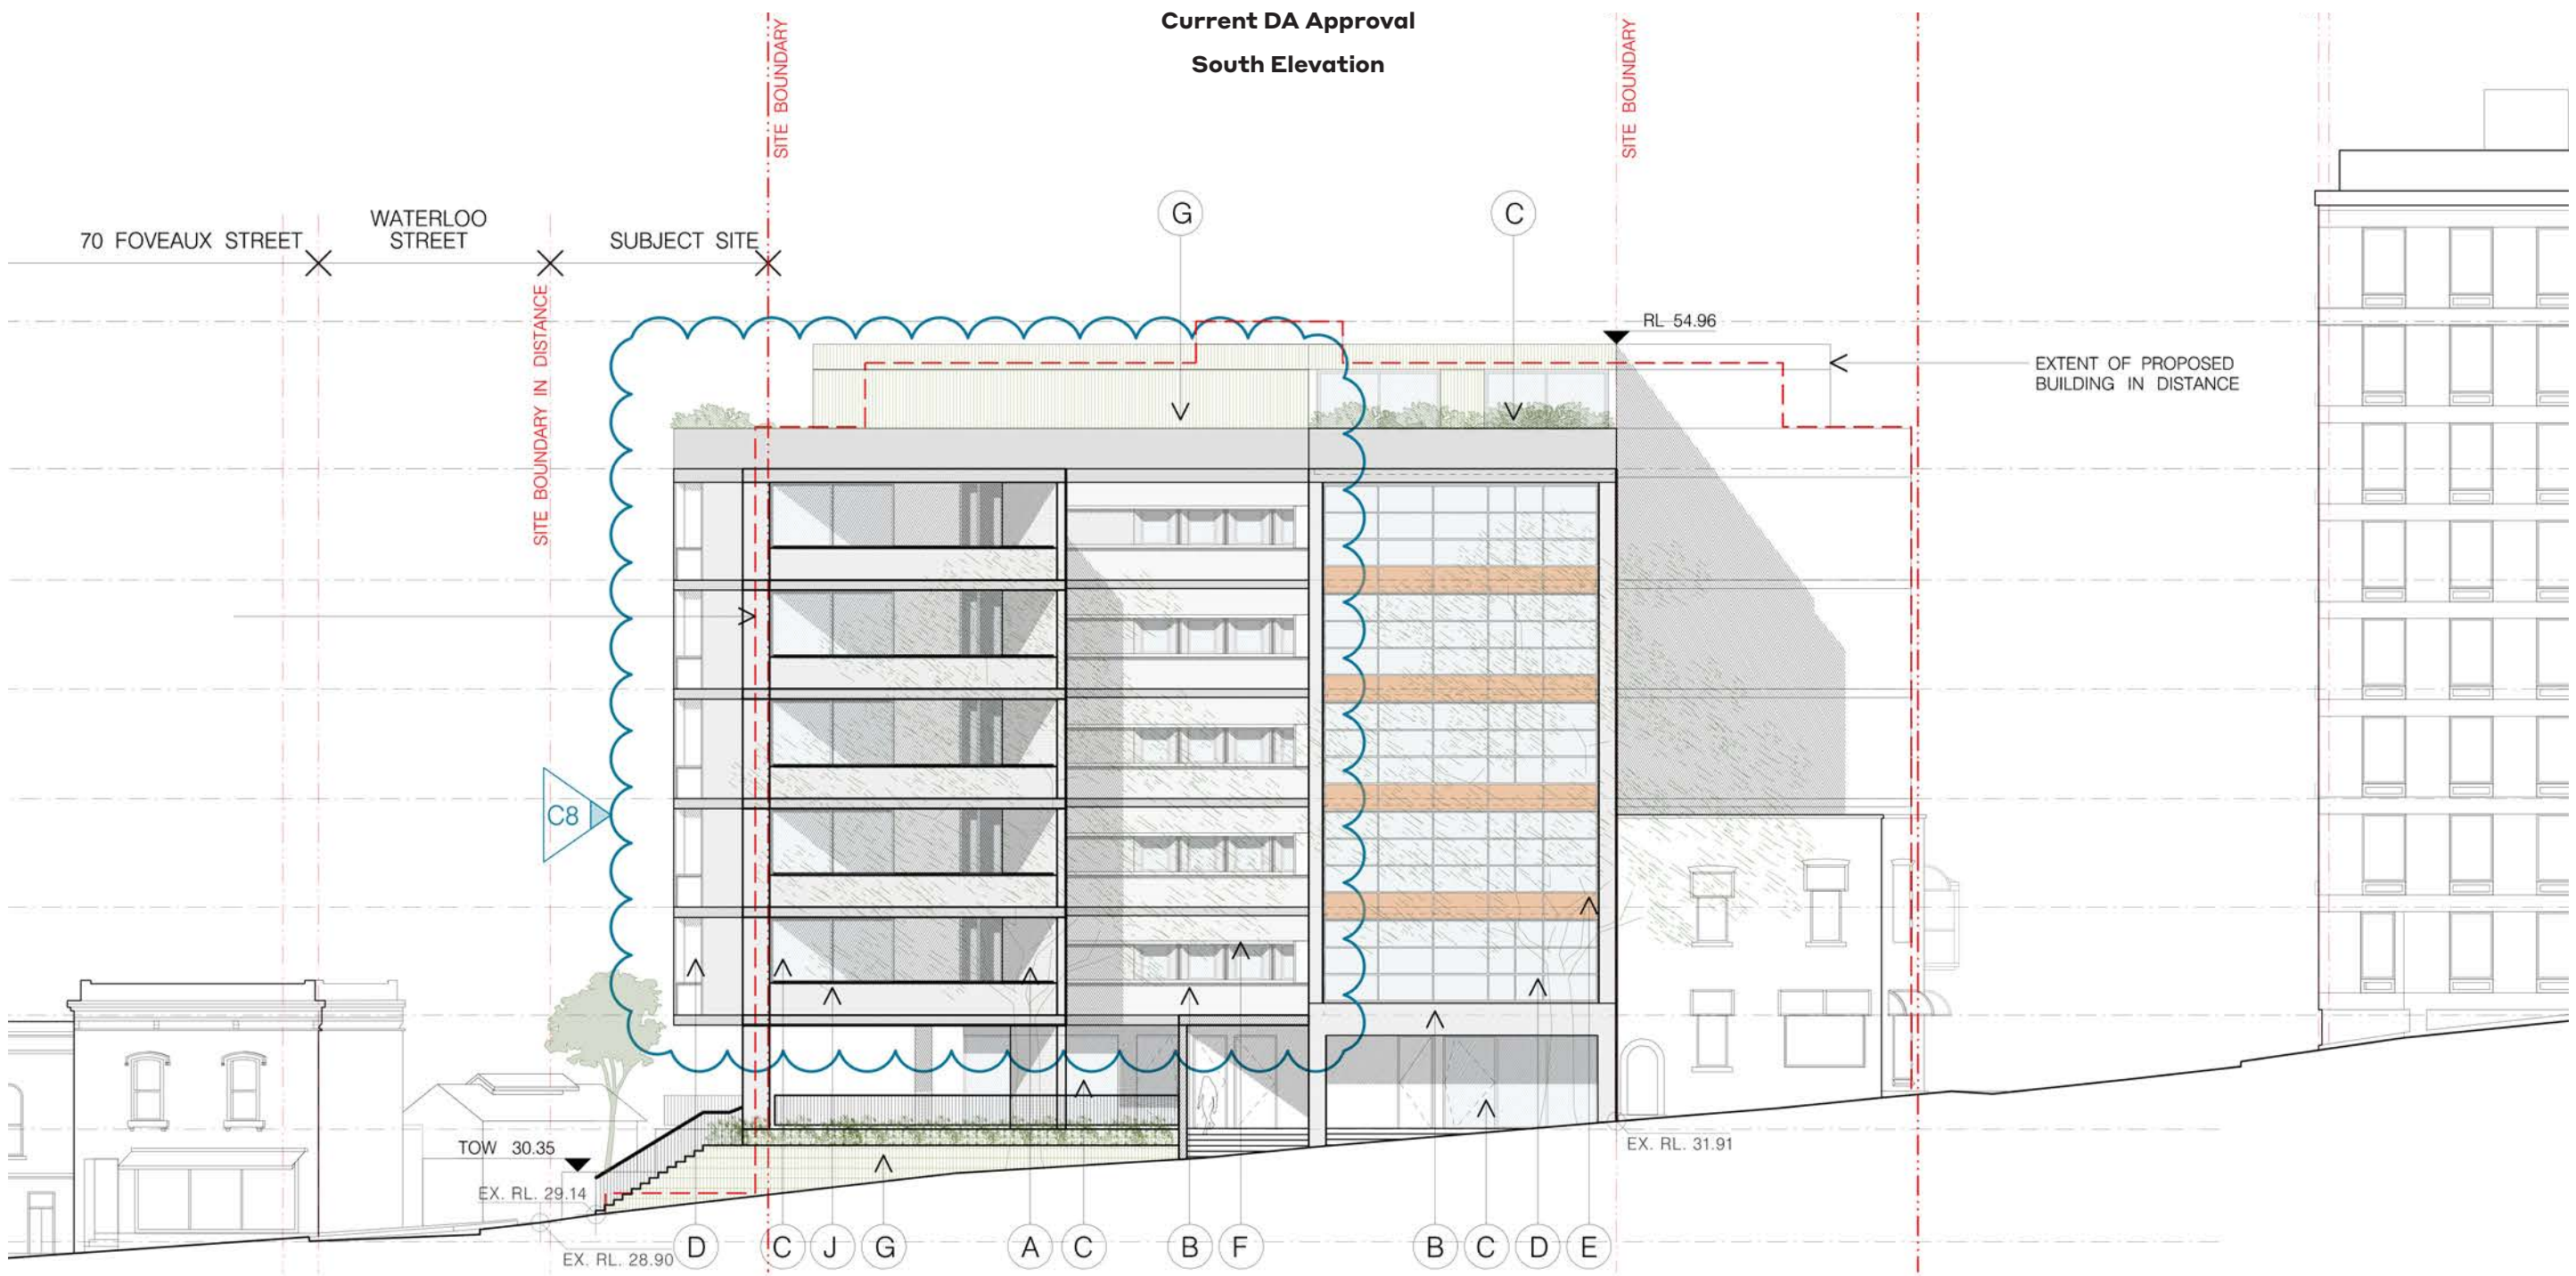 Current DA Approval
South Elevation
SITE BOUNDARY
SITE BOUNDARY
G
C
70 FOVEAUX STREET
WATERLOO
STREET
SUBJECT SITE
SITE BOUNDARY IN DISTANCE
RL 54.96
EXTENT OF PROPOSED
BUILDING IN DISTANCE
C8
TOW 30.35
EX. RL. 29.14
EX. RL. 28.90
EX. RL. 31.91
D
C
J
G
A
C
B
F
B
C
D
E